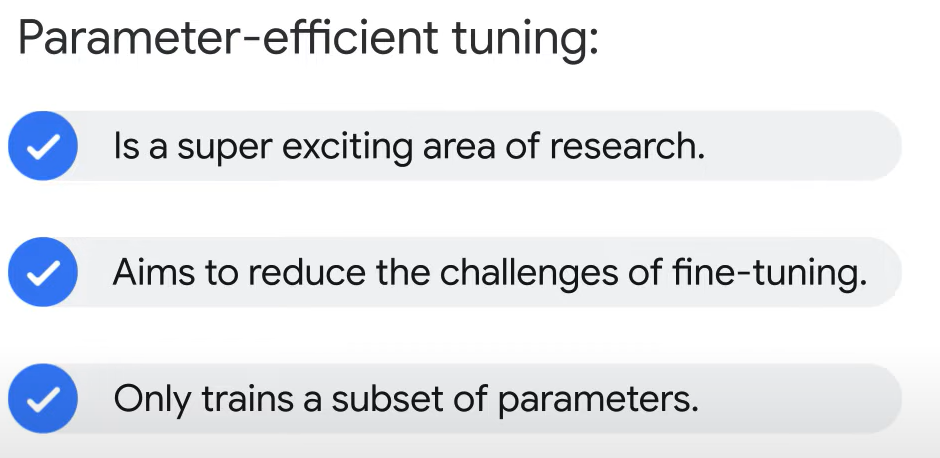 Parameter-efficient tuning:
Is a super exciting area of research.
Aims to reduce the challenges of fine-tuning.
Only trains a subset of parameters.